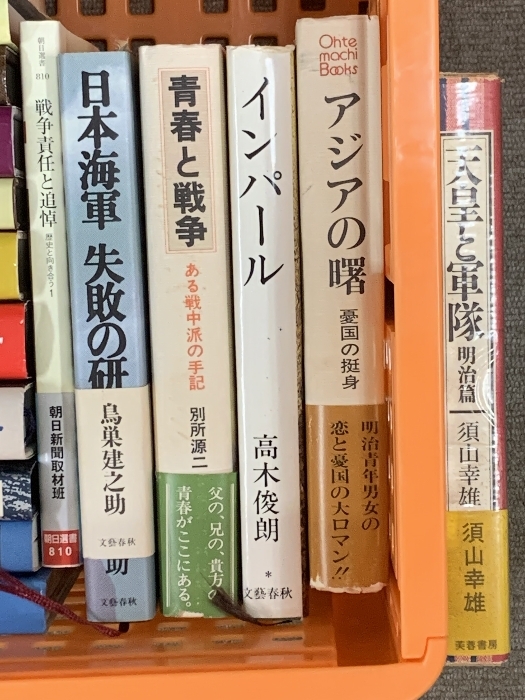 朝日選書
810
戦争責任と追悼
歴史と向き合う1
朝日新聞取材班
朝日選書
810
日本海軍 失敗の研
鳥巣建之助
文藝春秋
助
文藝春秋
青春と戦争
ある戦中派の手記
別所源二
父の、兄の、貴方の
青春がここにある。
インパール
高木俊朗
*
文藝春秋
Ohte
machi
Books
アジアの曙
憂国の挺身
明治青年男女の
恋と憂国の大ロマン!!
天皇と軍隊
明治篇
須山幸雄
須山幸雄
芙蓉書房